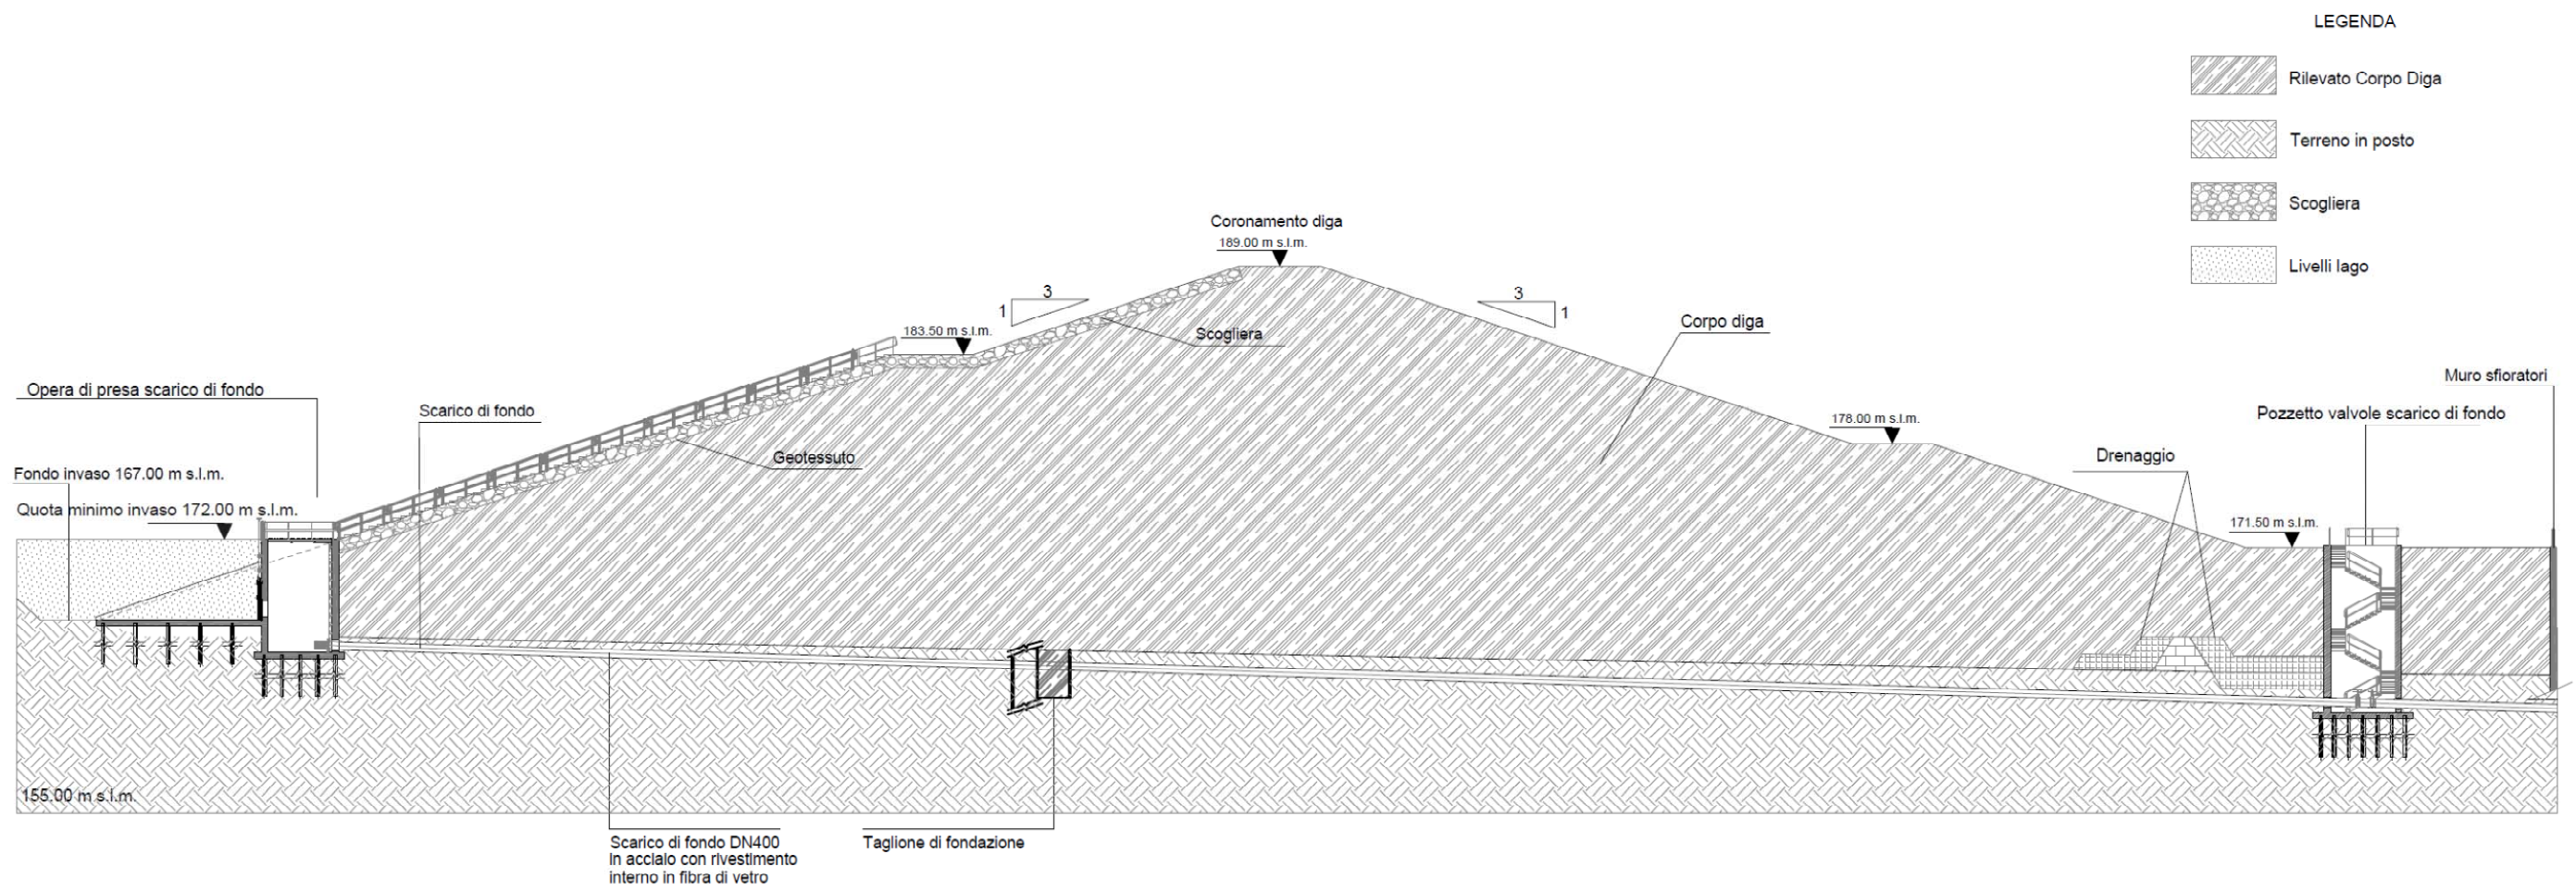 LEGENDA
Rilevato Corpo Diga
Terreno in posto
Scogliera
Livelli lago
Coronamento diga
189.00 m s.l.m.
3
1
3
1
183.50 m s.l.m.
Scogliera
Corpo diga
Muro sfioratori
Opera di presa scarico di fondo
Scarico di fondo
178.00 m s.l.m.
Pozzetto valvole scarico di fondo
Geotessuto
Drenaggio
Fondo invaso 167.00 m s.l.m.
Quota minimo invaso 172.00 m s.l.m.
171.50 m s.l.m.
155.00 m s.l.m.
Scarico di fondo DN400
in acciaio con rivestimento
interno in fibra di vetro
Taglione di fondazione